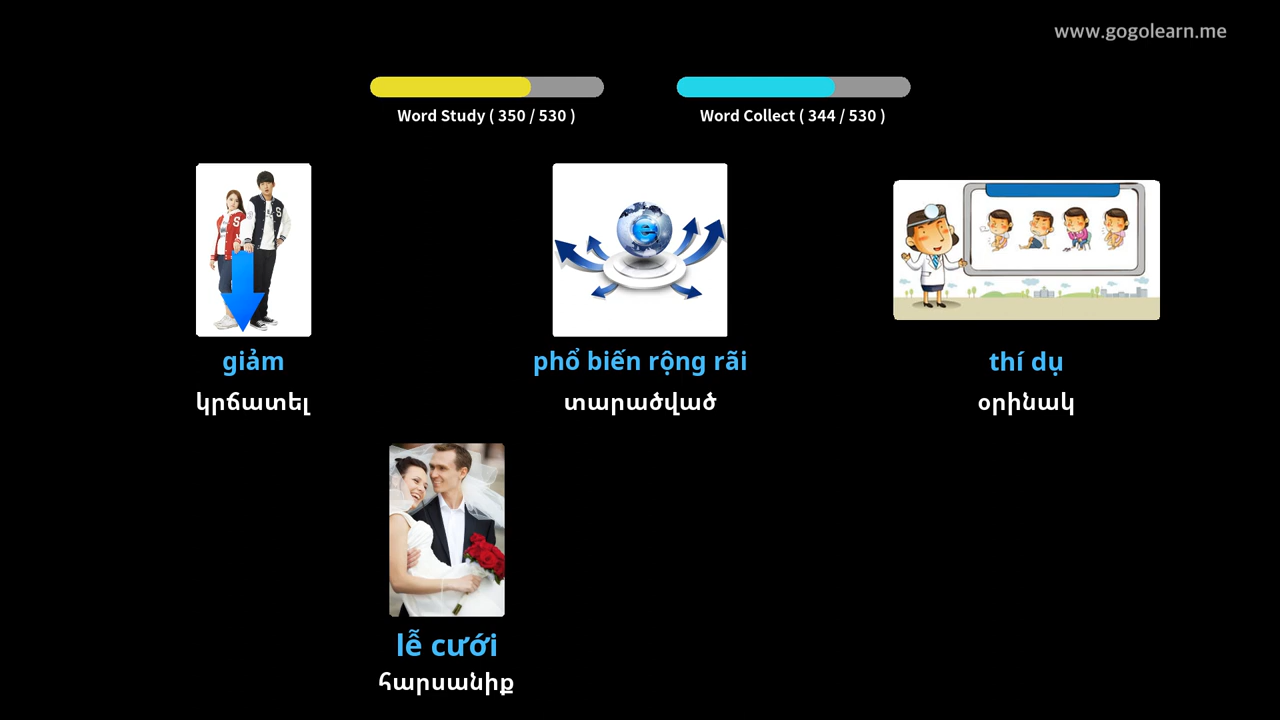 www.gogolearn.me
Word Study ( 350 / 530 )
Word Collect ( 344 / 530 )
giảm
phổ biến rộng rãi
thí dụ
կրճատել
տարածված
օրինակ
lễ cưới
հարսանիք